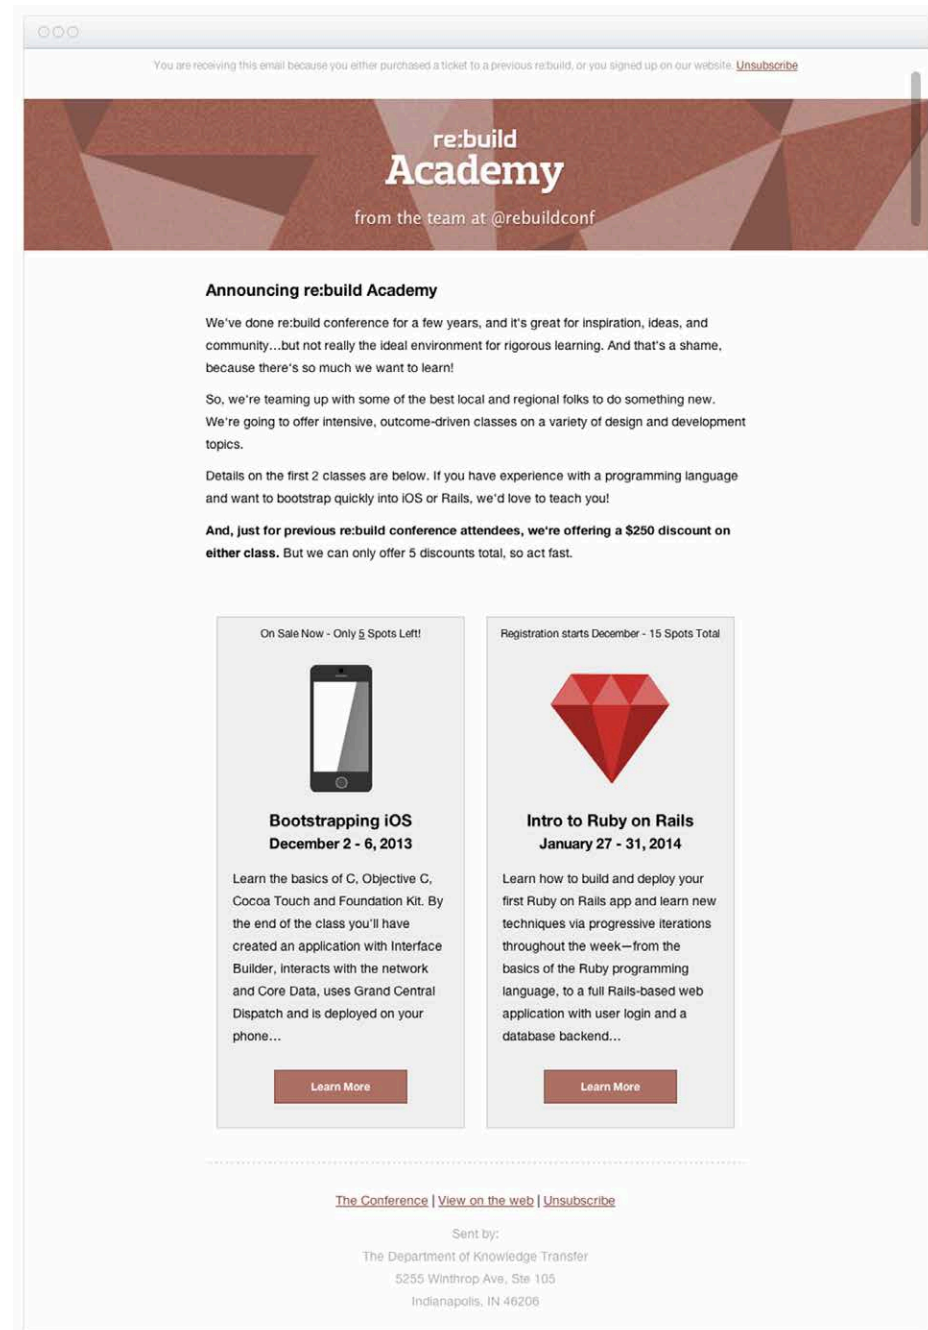 You are receiving this email because you either purchased a ticket to a previous re:build, or you signed up on our website. Unsubscribe
re:build
Academy
from the team at @rebuildconf
Announcing re:build Academy
We've done re:build conference for a few years, and it's great for inspiration, ideas, and
community...but not really the ideal environment for rigorous learning. And that's a shame,
because there's so much we want to learn!
So, we're teaming up with some of the best local and regional folks to do something new.
We're going to offer intensive, outcome-driven classes on a variety of design and development
topics.
Details on the first 2 classes are below. If you have experience with a programming language
and want to bootstrap quickly into iOS or Rails, we'd love to teach you!
And, just for previous re:build conference attendees, we're offering a $250 discount on
either class. But we can only offer 5 discounts total, so act fast.
On Sale Now - Only 5 Spots Left!
Bootstrapping iOS
December 2 - 6, 2013
Learn the basics of C, Objective C,
Cocoa Touch and Foundation Kit. By
the end of the class you'll have
created an application with Interface
Builder, interacts with the network
and Core Data, uses Grand Central
Dispatch and is deployed on your
phone...
Learn More
Registration starts December - 15 Spots Total
Intro to Ruby on Rails
January 27 - 31, 2014
Learn how to build and deploy your
first Ruby on Rails app and learn new
techniques via progressive iterations
throughout the week—from the
basics of the Ruby programming
language, to a full Rails-based web
application with user login and a
database backend...
Learn More
The Conference | View on the web | Unsubscribe
Sent by:
The Department of Knowledge Transfer
5255 Winthrop Ave, Ste 105
Indianapolis, IN 46206